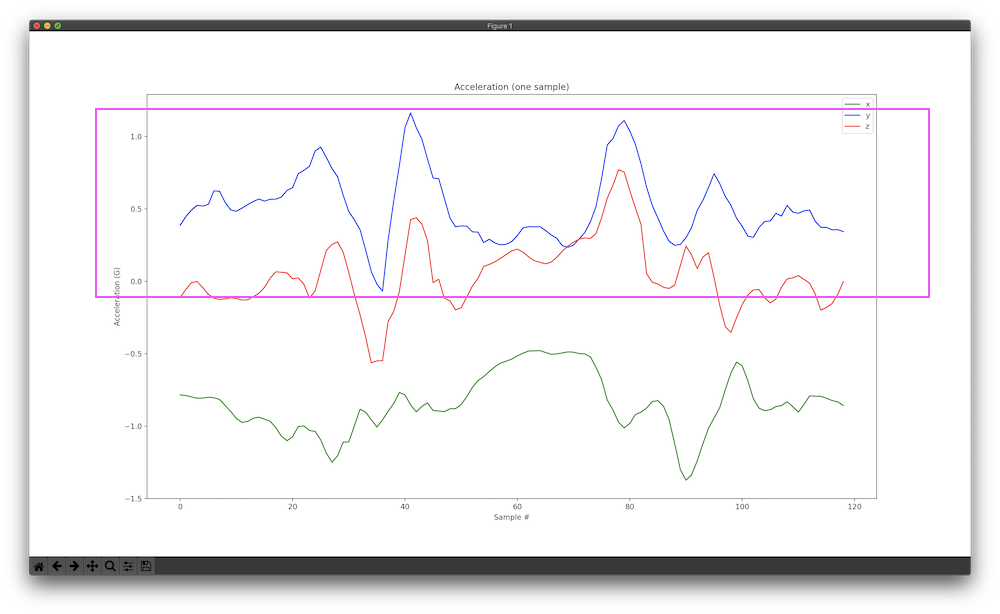 Figure 1
Acceleration (one sample)
x
y
z
1.0
0.5
0.0
−0.5
−1.0
−1.5
Acceleration (G)
0 20 40 60 80 100 120
Sample #